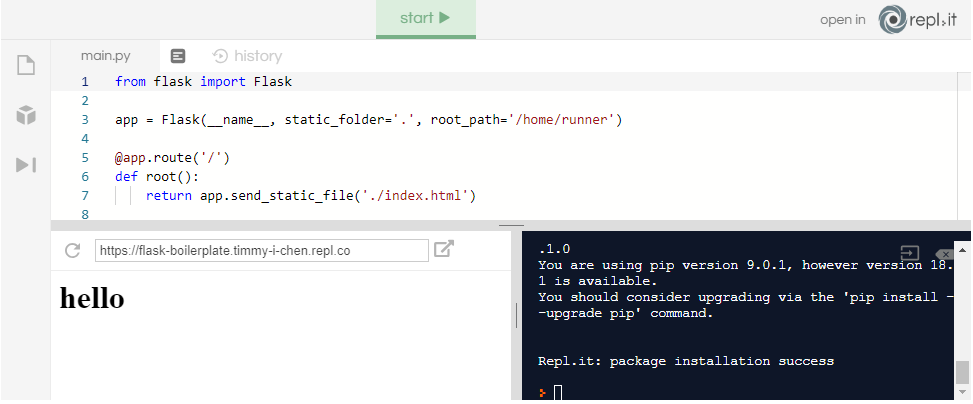 start
open in repl.it
main.py history
1 from flask import Flask
2
3 app = Flask(__name__, static_folder='.', root_path='/home/runner')
4
5 @app.route('/')
6 def root():
7 return app.send_static_file('./index.html')
8
https://flask-boilerplate.timmy-i-chen.repl.co
hello
.1.0
You are using pip version 9.0.1, however version 18.
1 is available.
You should consider upgrading via the 'pip install -
-upgrade pip' command.
Repl.it: package installation success